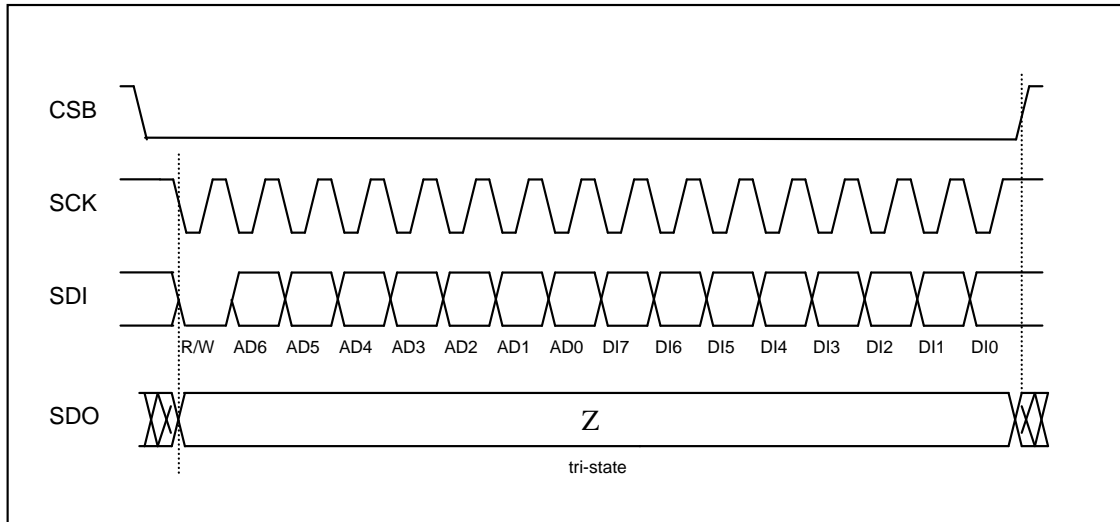 CSB
SCK
SDI
R/W AD6 AD5 AD4 AD3 AD2 AD1 AD0 DI7 DI6 DI5 DI4 DI3 DI2 DI1 DI0
SDO
Z
tri-state